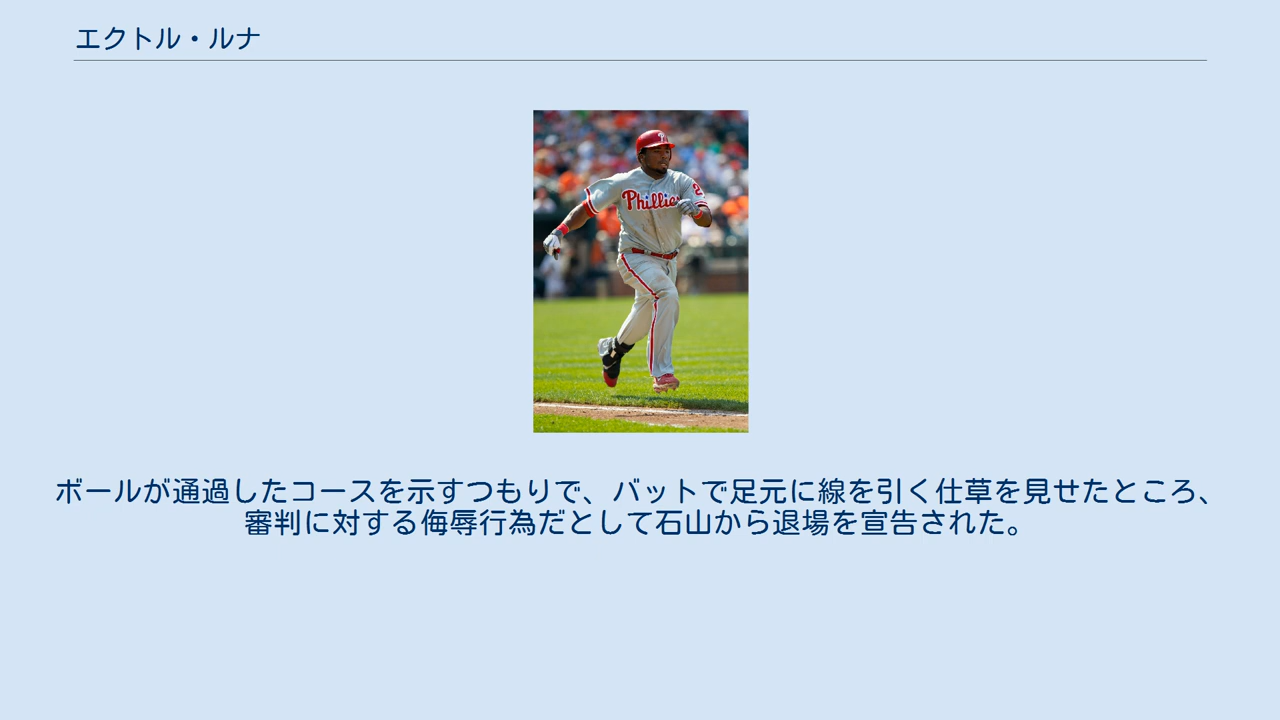 エクトル・ルナ
Phillies
P
2
ボールが通過したコースを示すつもりで、バットで足元に線を引く仕草を見せたところ、
審判に対する侮辱行為だとして石山から退場を宣告された。